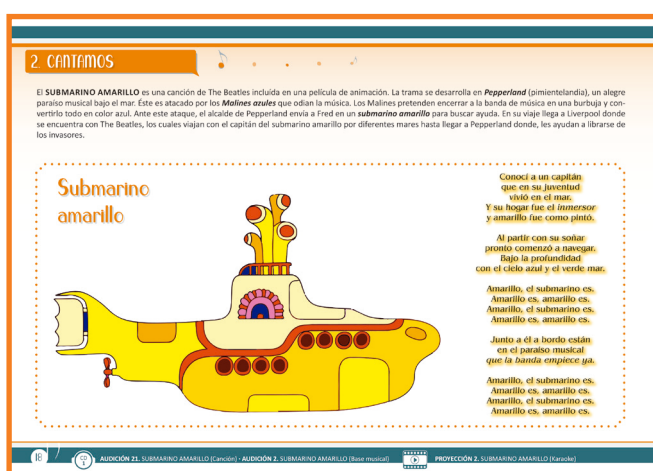 2. CANTAMOS
El SUBMARINO AMARILLO es una canción de The Beatles incluída en una película de animación. La trama se desarrolla en Pepperland (pimientelandia), un alegre
paraíso musical bajo el mar. Éste es atacado por los Malines azules que odian la música. Los Malines pretenden encerrar a la banda de música en una burbuja y con-
vertirlo todo en color azul. Ante este ataque, el alcalde de Pepperland envía a Fred en un submarino amarillo para buscar ayuda. En su viaje llega a Liverpool donde
se encuentra con The Beatles, los cuales viajan con el capitán del submarino amarillo por diferentes mares hasta llegar a Pepperland donde, les ayudan a librarse de
los invasores.
Submarino
amarillo
Conocí a un capitán
que en su juventud
vivió en el mar.
Y su hogar fue el inmersor
y amarillo fue como pintó.
Al partir con su soñar
pronto comenzó a navegar.
Bajo la profundidad
con el cielo azul y el verde mar.
Amarillo, el submarino es.
Amarillo es, amarillo es.
Amarillo, el submarino es.
Amarillo es, amarillo es.
Junto a él a bordo están
en el paraíso musical
que la banda empiece ya.
Amarillo, el submarino es.
Amarillo es, amarillo es.
Amarillo, el submarino es.
Amarillo es, amarillo es.
18
CD
1
AUDICIÓN 21. SUBMARINO AMARILLO (Canción) - AUDICIÓN 2. SUBMARINO AMARILLO (Base musical)
PROYECCIÓN 2. SUBMARINO AMARILLO (Karaoke)